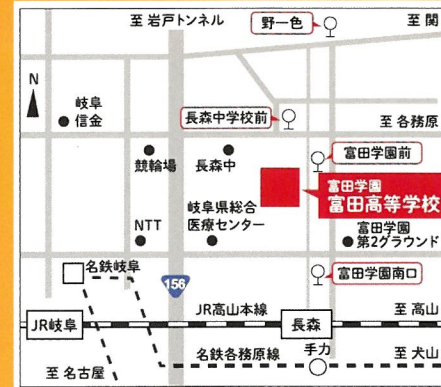 至 岩戸トンネル
野一色
至 関
N
岐阜
信金
長森中学校前
至 各務原
競輪場
長森中
富田学園前
富田学園
富田高等学校
NTT
岐阜県総合
医療センター
富田学園
第2グラウンド
名鉄岐阜
156
富田学園南口
JR高山本線
至 高山
JR岐阜
長森
手力
名鉄各務原線
至 犬山
至 名古屋